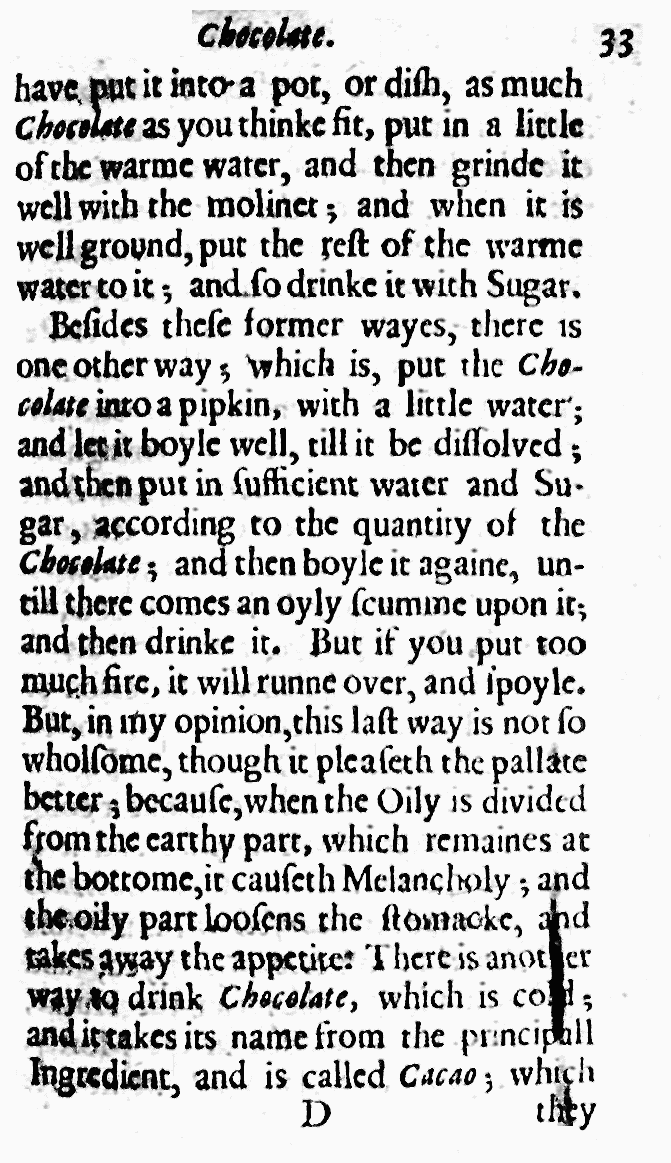 Chocolate. 33
have put it into a pot, or diſh, as much
Chocolate as you thinke fit, put in a little
of the warme water, and then grinde it
well with the molinet; and when it is
well ground, put the reſt of the warme
water to it; and ſo drinke it with Sugar.
Beſides theſe former wayes, there is
one other way; which is, put the Cho-
colate into a pipkin, with a little water;
and let it boyle well, till it be diſſolved;
and then put in ſufficient water and Su-
gar, according to the quantity of the
Chocolate; and then boyle it againe, un-
till there comes an oyly ſcumme upon it;
and then drinke it. But if you put too
much fire, it will runne over, and ſpoyle.
But, in my opinion, this laſt way is not ſo
wholſome, though it pleaſeth the pallate
better; becauſe, when the Oily is divided
from the earthy part, which remaines at
the bottome, it cauſeth Melancholy; and
the oily part looſens the ſtomacke, and
takes away the appetite: There is another
way to drink Chocolate, which is cold;
and it takes its name from the principall
Ingredient, and is called Cacao; which
D they